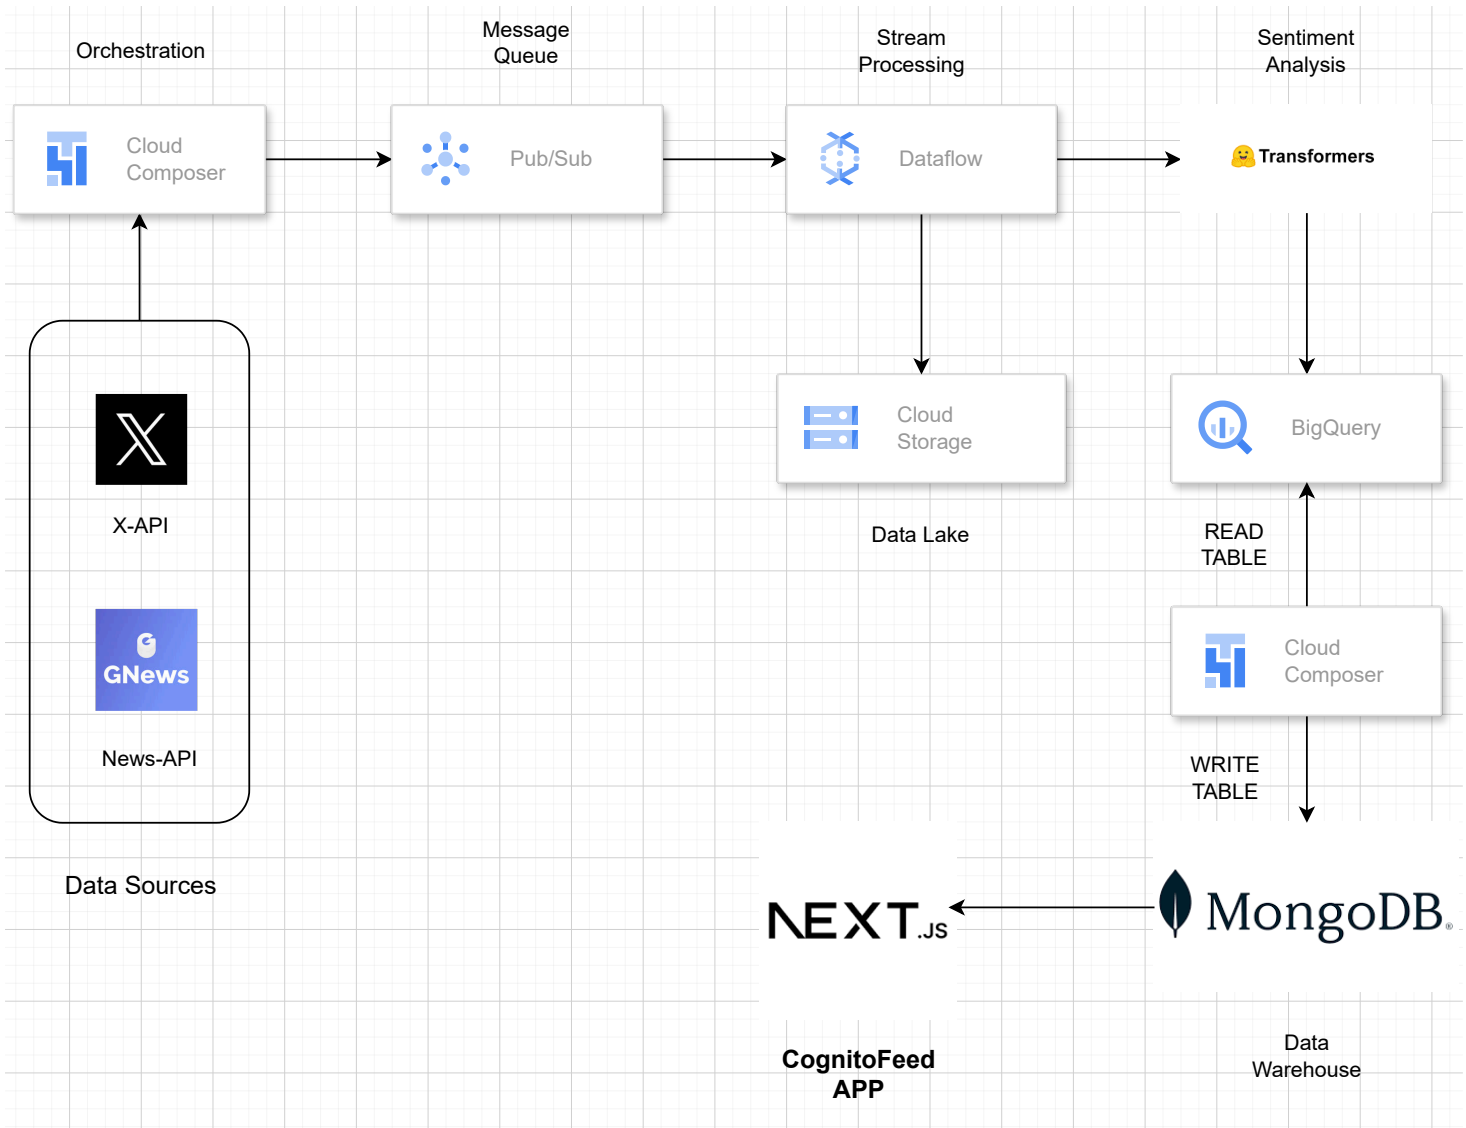 Orchestration
Message
Queue
Stream
Processing
Sentiment
Analysis
Cloud
Composer
Pub/Sub
Dataflow
Transformers
X-API
GNews
News-API
Data Sources
Cloud
Storage
Data Lake
BigQuery
READ
TABLE
Cloud
Composer
WRITE
TABLE
NEXT.JS
MongoDB®
CognitoFeed
APP
Data
Warehouse